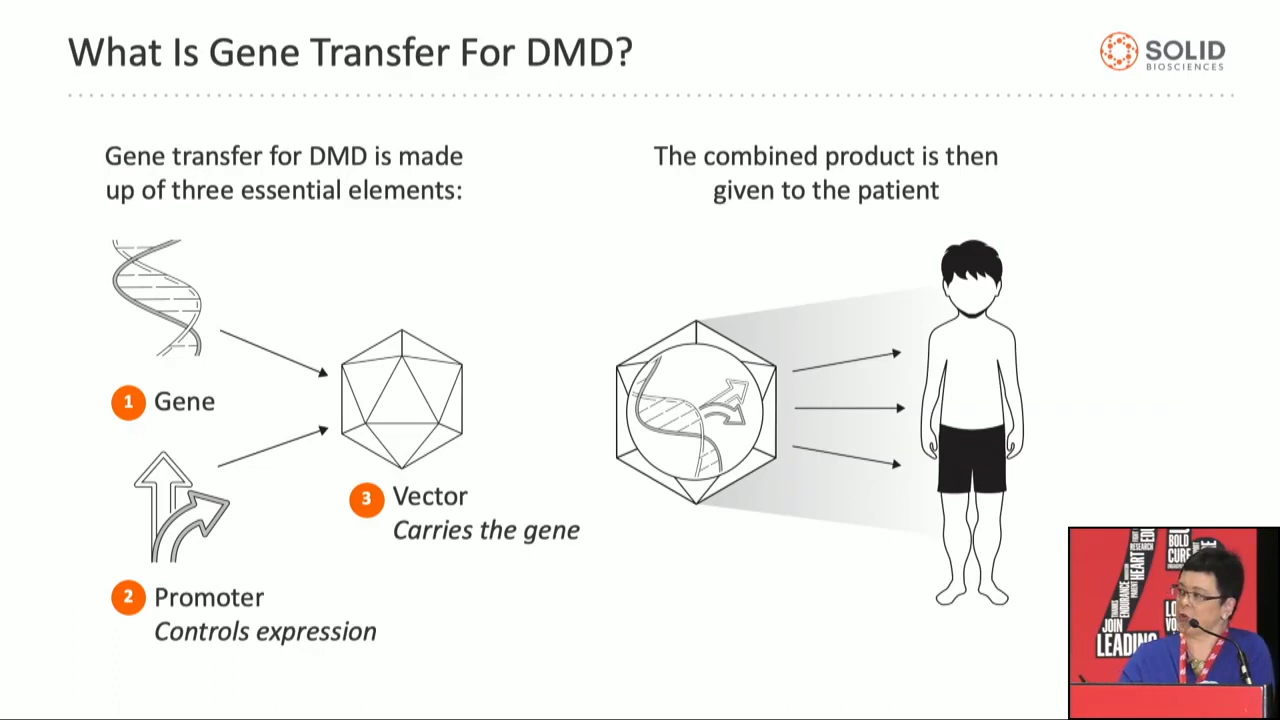 What Is Gene Transfer For DMD?
SOLID
BIOSCIENCES
Gene transfer for DMD is made
up of three essential elements:
The combined product is then
given to the patient
1 Gene
3 Vector
Carries the gene
2 Promoter
Controls expression
RESEARCH
HEART
PARENT
ENDURANCE
THANKS
JOIN
LEADING
BOLD
CURE